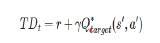 TD_t = r + γQ*_target(s', a')